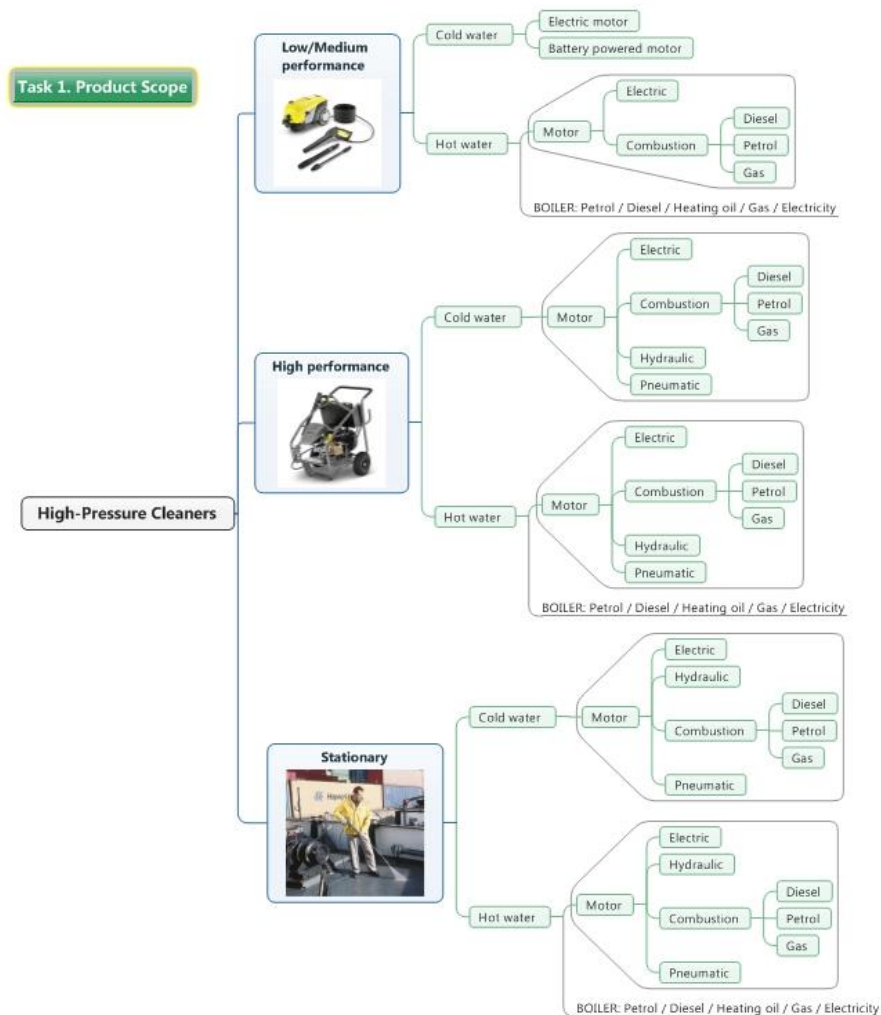 Task 1. Product Scope
High-Pressure Cleaners
Low/Medium
performance
Cold water
Electric motor
Battery powered motor
Hot water
Motor
Electric
Combustion
Diesel
Petrol
Gas
BOILER: Petrol / Diesel / Heating oil / Gas / Electricity
High performance
Cold water
Motor
Electric
Combustion
Diesel
Petrol
Gas
Hydraulic
Pneumatic
Hot water
Motor
Electric
Combustion
Diesel
Petrol
Gas
Hydraulic
Pneumatic
BOILER: Petrol / Diesel / Heating oil / Gas / Electricity
Stationary
Cold water
Motor
Electric
Hydraulic
Combustion
Diesel
Petrol
Gas
Pneumatic
Hot water
Motor
Electric
Hydraulic
Combustion
Diesel
Petrol
Gas
Pneumatic
BOILER: Petrol / Diesel / Heating oil / Gas / Electricity